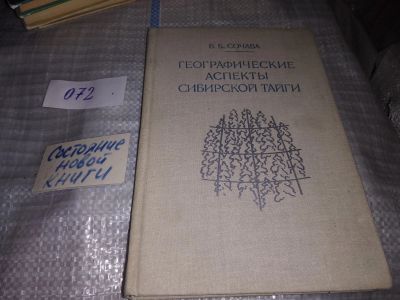 В. Б. СОЧАВА
ГЕОГРАФИЧЕСКИЕ
АСПЕКТЫ
СИБИРСКОЙ ТАЙГИ
072
СОСТОЯНИЕ
НОВОЙ
КНИГИ